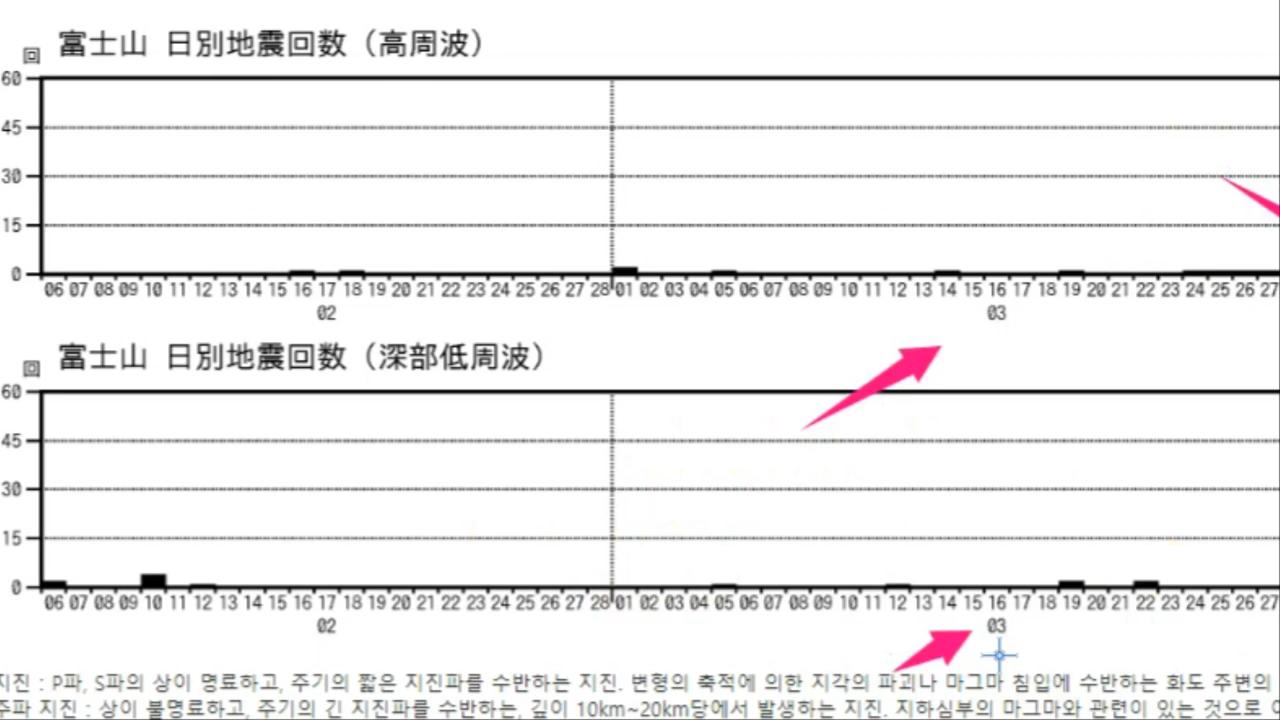 富士山 日別地震回数（高周波）
回
60
45
30
15
0
06 07 08 09 10 11 12 13 14 15 16 17 18 19 20 21 22 23 24 25 26 27 28 01 02 03 04 05 06 07 08 09 10 11 12 13 14 15 16 17 18 19 20 21 22 23 24 25 26 27
02 03
富士山 日別地震回数（深部低周波）
回
60
45
30
15
0
06 07 08 09 10 11 12 13 14 15 16 17 18 19 20 21 22 23 24 25 26 27 28 01 02 03 04 05 06 07 08 09 10 11 12 13 14 15 16 17 18 19 20 21 22 23 24 25 26 27
02 03
지진 : P파, S파의 상이 명료하고, 주기의 짧은 지진파를 수반하는 지진. 변형의 축적에 의한 지각의 파괴나 마그마 침입에 수반하는 화도 주변의
주파 지진 : 상이 불명료하고, 주기의 긴 지진파를 수반하는, 깊이 10km~20km당에서 발생하는 지진. 지하심부의 마그마와 관련이 있는 것으로